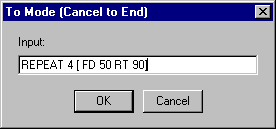 To Mode (Cancel to End)
Input:
REPEAT 4 [ FD 50 RT 90]
OK Cancel